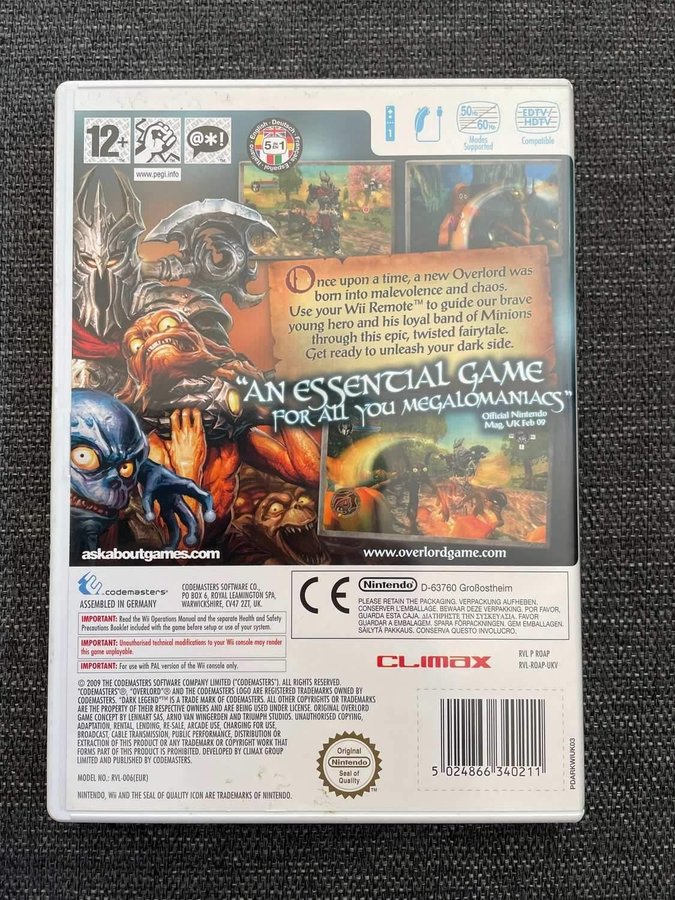 12+
@*#!
www.pegi.info
English - Deutsch - Français
5 in 1
Español - Italiano
50Hz
60Hz
Modes
Supported
EDTV/
HDTV
Compatible
Once upon a time, a new Overlord was
born into malevolence and chaos.
Use your Wii Remote™ to guide our brave
young hero and his loyal band of Minions
through this epic, twisted fairytale.
Get ready to unleash your dark side.
"AN ESSENTIAL GAME
FOR ALL YOU MEGALOMANIACS"
Official Nintendo
Mag, UK Feb 09
askaboutgames.com
www.overlordgame.com
codemasters®
ASSEMBLED IN GERMANY
CODEMASTERS SOFTWARE CO.,
PO BOX 6, ROYAL LEAMINGTON SPA,
WARWICKSHIRE, CV47 2ZT, UK.
IMPORTANT: Read the Wii Operations Manual and the separate Health and Safety
Precautions Booklet included with the game before setup or use of your system.
IMPORTANT: Unauthorised technical modifications to your Wii console may render
this game unplayable.
IMPORTANT: For use with PAL version of the Wii console only.
CE
Nintendo
D-63760 Großostheim
PLEASE RETAIN THE PACKAGING. VERPACKUNG AUFHEBEN.
CONSERVER L'EMBALLAGE. BEWAAR DEZE VERPAKKING. POR FAVOR,
GUARDA ESTA CAJA. ΔΙΑΤΗΡΗΣΤΕ ΤΗΝ ΣΥΣΚΕΥΑΣΙΑ. FAVOR
GUARDAR A EMBALAGEM. SPARA FÖRPACKNINGEN. GEM EMBALLAGEN.
SÄILYTÄ PAKKAUS. CONSERVA QUESTO INVOLUCRO.
CLIMAX
RVL P ROAP
RVL-ROAP-UKV
© 2009 THE CODEMASTERS SOFTWARE COMPANY LIMITED ("CODEMASTERS"). ALL RIGHTS RESERVED.
"CODEMASTERS"®, "OVERLORD"® AND THE CODEMASTERS LOGO ARE REGISTERED TRADEMARKS OWNED BY
CODEMASTERS. "DARK LEGEND"™ IS A TRADE MARK OF CODEMASTERS. ALL OTHER COPYRIGHTS OR TRADEMARKS
ARE THE PROPERTY OF THEIR RESPECTIVE OWNERS AND ARE BEING USED UNDER LICENSE. ORIGINAL OVERLORD
GAME CONCEPT BY LENNART SAS, ARNO VAN WINGERDEN AND TRIUMPH STUDIOS. UNAUTHORISED COPYING,
ADAPTATION, RENTAL, LENDING, RE-SALE, ARCADE USE, CHARGING FOR USE,
BROADCAST, CABLE TRANSMISSION, PUBLIC PERFORMANCE, DISTRIBUTION OR
EXTRACTION OF THIS PRODUCT OR ANY TRADEMARK OR COPYRIGHT WORK THAT
FORMS PART OF THIS PRODUCT IS PROHIBITED. DEVELOPED BY CLIMAX GROUP
LIMITED AND PUBLISHED BY CODEMASTERS.
MODEL NO.: RVL-006(EUR)
NINTENDO, Wii AND THE SEAL OF QUALITY ICON ARE TRADEMARKS OF NINTENDO.
Original
Nintendo
Seal of
Quality
TM
5 024866 340211
PDARKWIIUK03